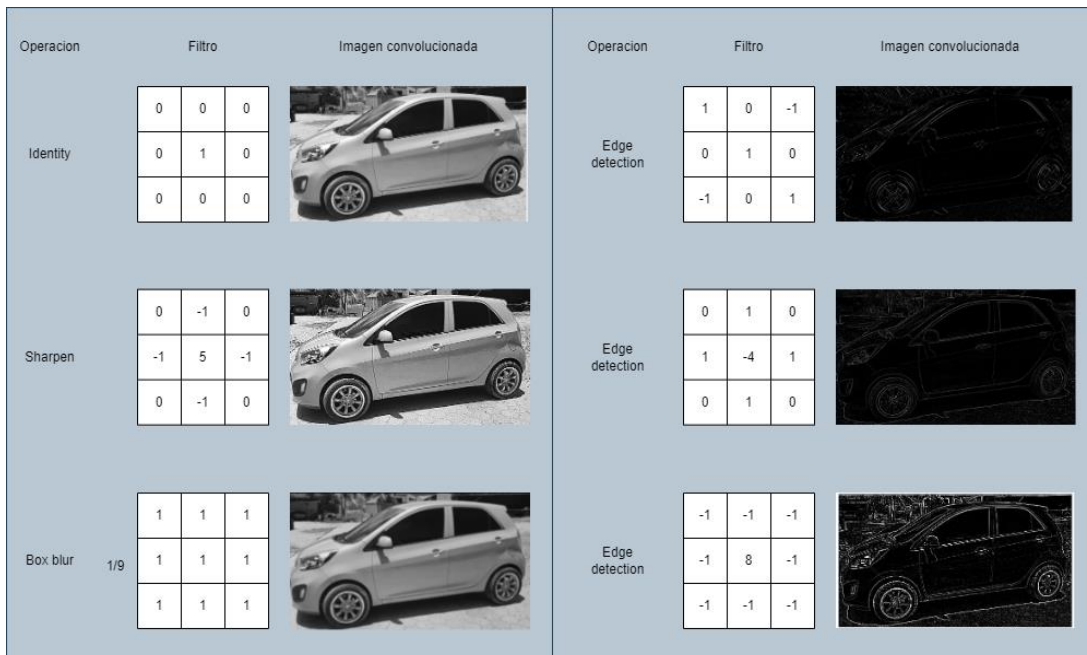 Operacion Filtro Imagen convolucionada
Identity
0 0 0
0 1 0
0 0 0
Sharpen
0 -1 0
-1 5 -1
0 -1 0
Box blur 1/9
1 1 1
1 1 1
1 1 1
Operacion Filtro Imagen convolucionada
Edge
detection
1 0 -1
0 1 0
-1 0 1
Edge
detection
0 1 0
1 -4 1
0 1 0
Edge
detection
-1 -1 -1
-1 8 -1
-1 -1 -1